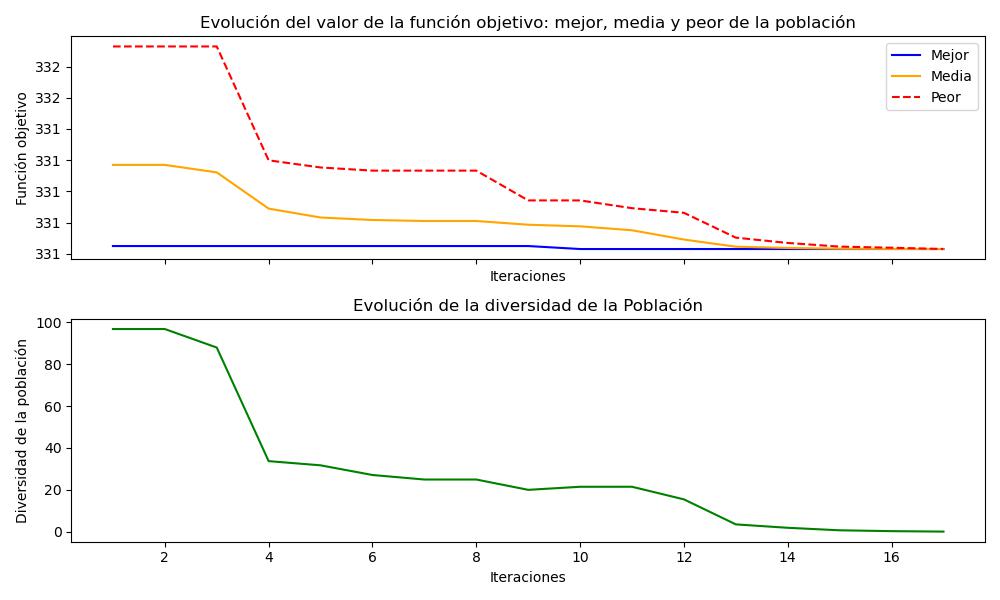 Evolución del valor de la función objetivo: mejor, media y peor de la población
Función objetivo
332
332
331
331
331
331
331
Mejor
Media
Peor
Iteraciones
Evolución de la diversidad de la Población
Diversidad de la población
100
80
60
40
20
0
2 4 6 8 10 12 14 16
Iteraciones